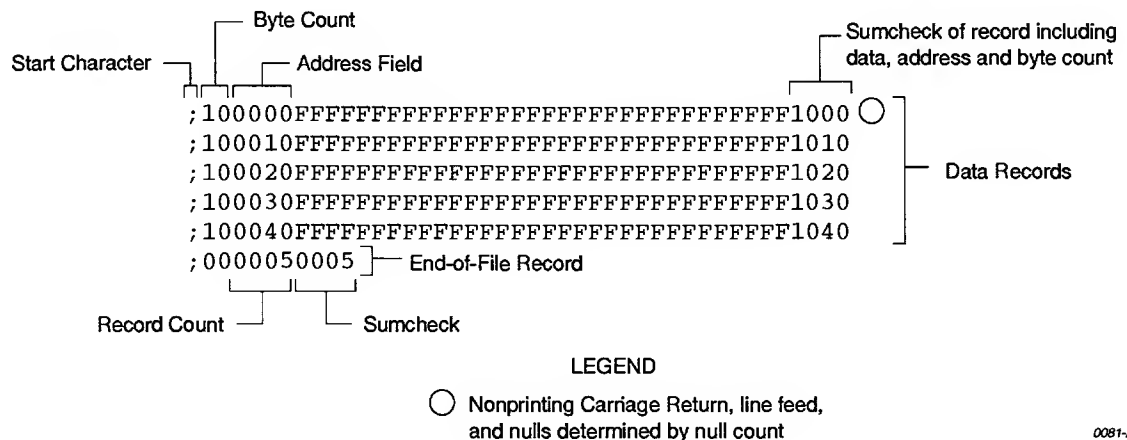 Byte Count
Sumcheck of record including
data, address and byte count
Start Character
Address Field
;100000FFFFFFFFFFFFFFFFFFFFFFFFFFFFFFFF1000
;100010FFFFFFFFFFFFFFFFFFFFFFFFFFFFFFFF1010
;100020FFFFFFFFFFFFFFFFFFFFFFFFFFFFFFFF1020
Data Records
;100030FFFFFFFFFFFFFFFFFFFFFFFFFFFFFFFF1030
;100040FFFFFFFFFFFFFFFFFFFFFFFFFFFFFFFF1040
;0000050005
End-of-File Record
Record Count
Sumcheck
LEGEND
Nonprinting Carriage Return, line feed,
and nulls determined by null count